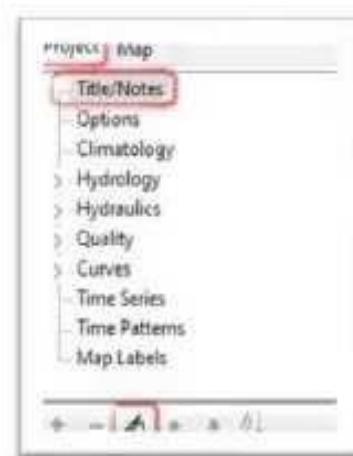 Project Map
Title/Notes
Options
Climatology
Hydrology
Hydraulics
Quality
Curves
Time Series
Time Patterns
Map Labels